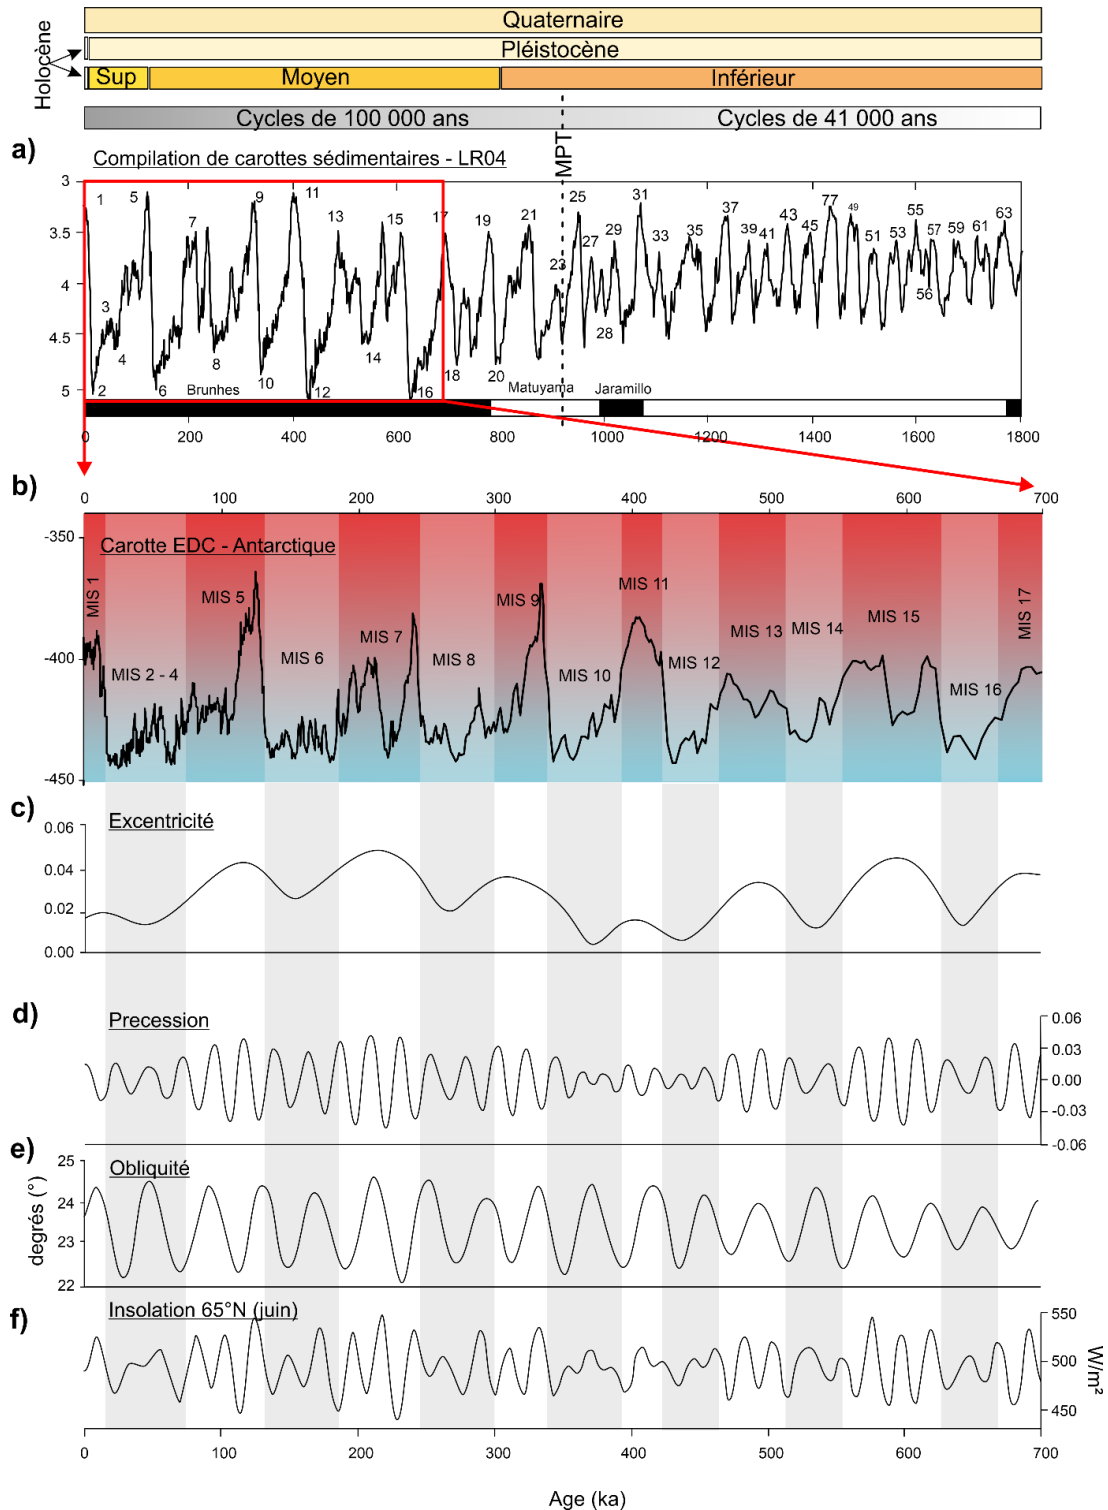 Quaternaire
Pléistocène
Holocène
Sup Moyen Inférieur
Cycles de 100 000 ans Cycles de 41 000 ans
MPT
a) Compilation de carottes sédimentaires - LR04
3
3.5
4
4.5
5
1 5 9 11 31
7 13 15 17 19 21 25 37 43 77 49 55 63
27 29 33 35 39 41 45 51 53 57 59 61
3 23 56
4 8 14 28
2 6 10 12 16 18 20
Brunhes Matuyama Jaramillo
0 200 400 600 800 1000 1200 1400 1600 1800
b)
0 100 200 300 400 500 600 700
-350
-400
-450
Carotte EDC - Antarctique
MIS 1
MIS 2 - 4
MIS 5
MIS 6
MIS 7
MIS 8
MIS 9
MIS 10
MIS 11
MIS 12
MIS 13
MIS 14
MIS 15
MIS 16
MIS 17
c) Excentricité
0.06
0.04
0.02
0.00
d) Precession
0.06
0.03
0.00
-0.03
-0.06
e) Obliquité
degrés (°)
25
24
23
22
f) Insolation 65°N (juin)
550
500
450
W/m²
0 100 200 300 400 500 600 700
Age (ka)